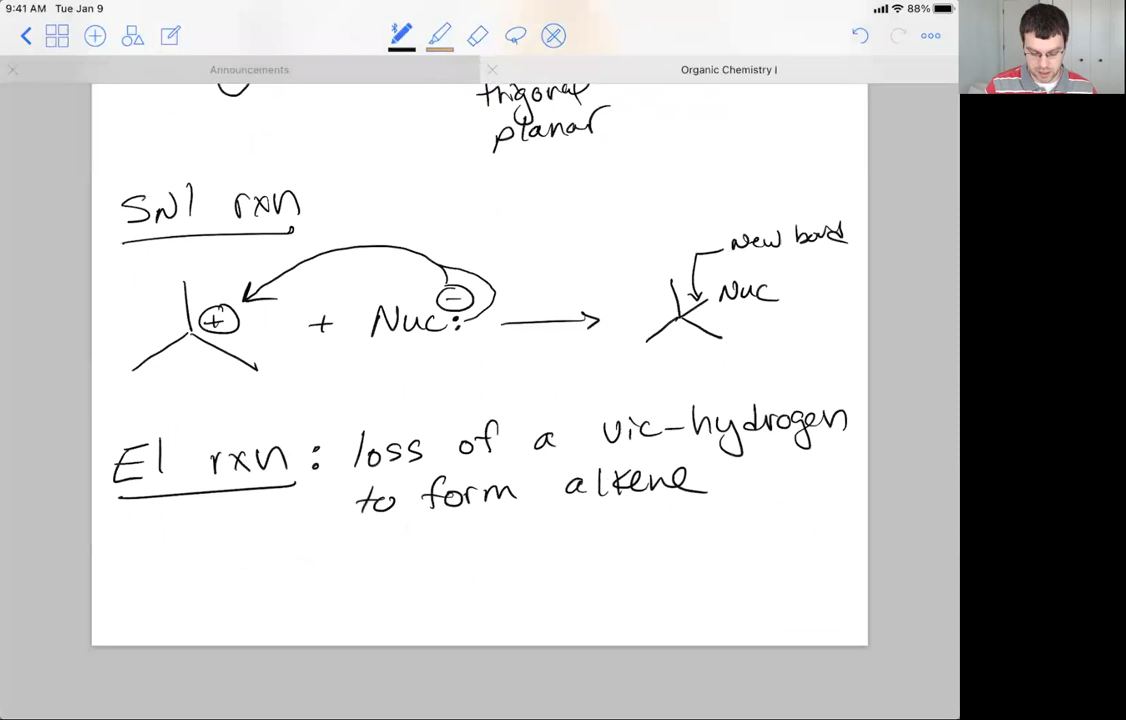 9:41 AM Tue Jan 9
88%
Announcements
Organic Chemistry I
trigonal
planar
SN1 rxn
New bond
+ + Nuc: − → Nuc
E1 rxn: loss of a vic-hydrogen
to form alkene